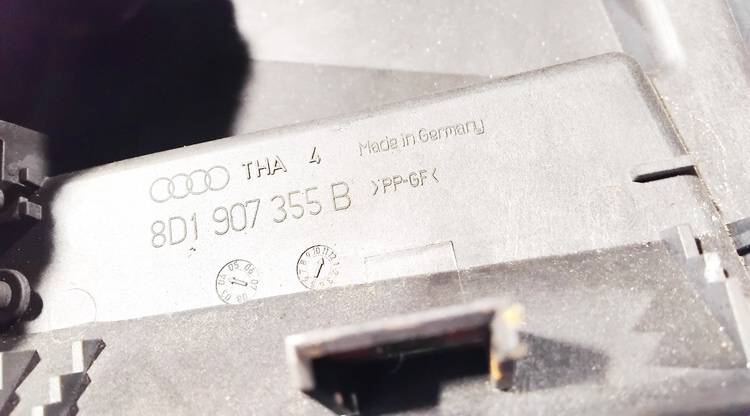 THA 4 Made in Germany
8D1 907 355 B >PP-GF<